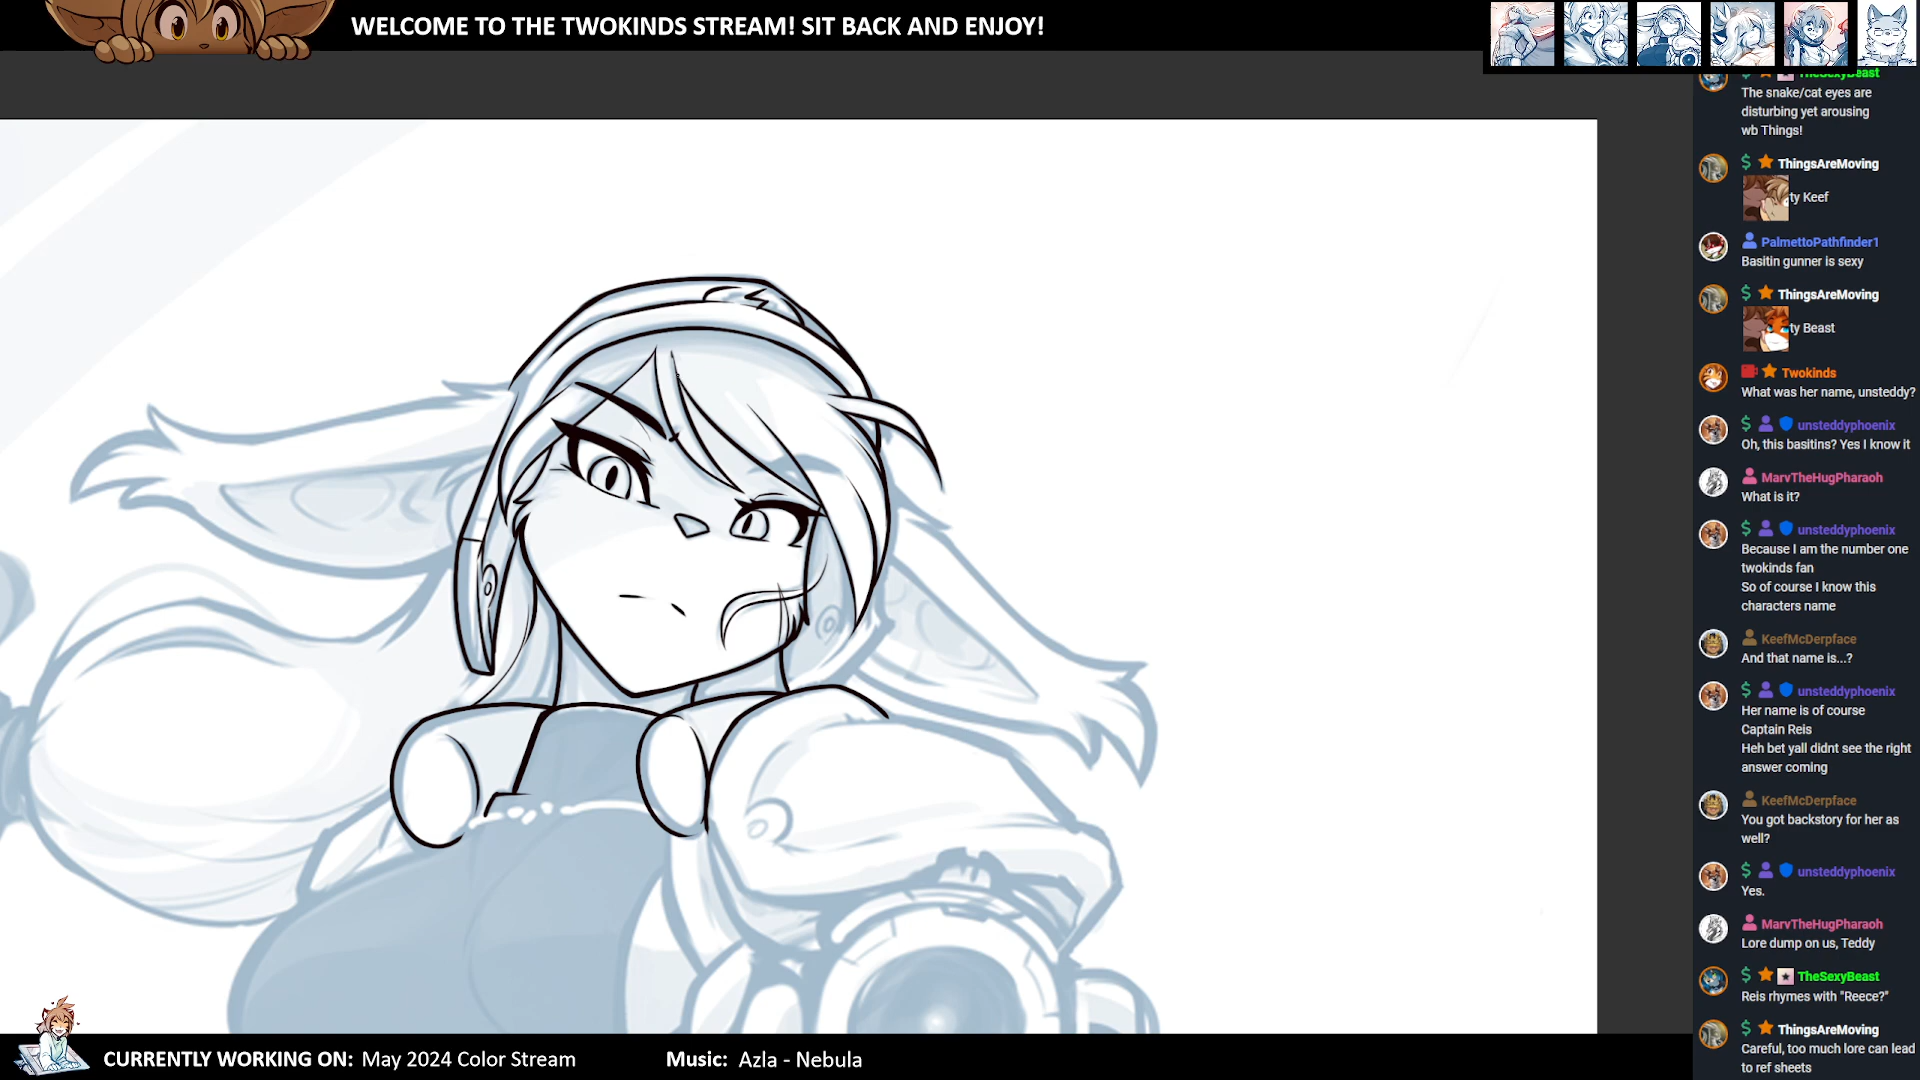 WELCOME TO THE TWOKINDS STREAM! SIT BACK AND ENJOY!
TheSexyBeast
The snake/cat eyes are
disturbing yet arousing
wb Things!
ThingsAreMoving
ty Keef
PalmettoPathfinder1
Basitin gunner is sexy
ThingsAreMoving
ty Beast
Twokinds
What was her name, unsteddy?
unsteddyphoenix
Oh, this basitins? Yes I know it
MarvTheHugPharaoh
What is it?
unsteddyphoenix
Because I am the number one
twokinds fan
So of course I know this
characters name
KeefMcDerpface
And that name is...?
unsteddyphoenix
Her name is of course
Captain Reis
Heh bet yall didnt see the right
answer coming
KeefMcDerpface
You got backstory for her as
well?
unsteddyphoenix
Yes.
MarvTheHugPharaoh
Lore dump on us, Teddy
TheSexyBeast
Reis rhymes with "Reece?"
ThingsAreMoving
Careful, too much lore can lead
to ref sheets
CURRENTLY WORKING ON: May 2024 Color Stream
Music: Azla - Nebula